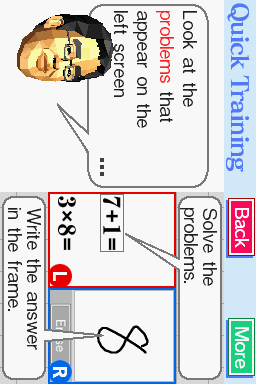 Quick Training
Look at the
problems that
appear on the
left screen
...
Back
More
Solve the
problems.
7+1=
3×8=
L
8
R
Write the answer
in the frame.